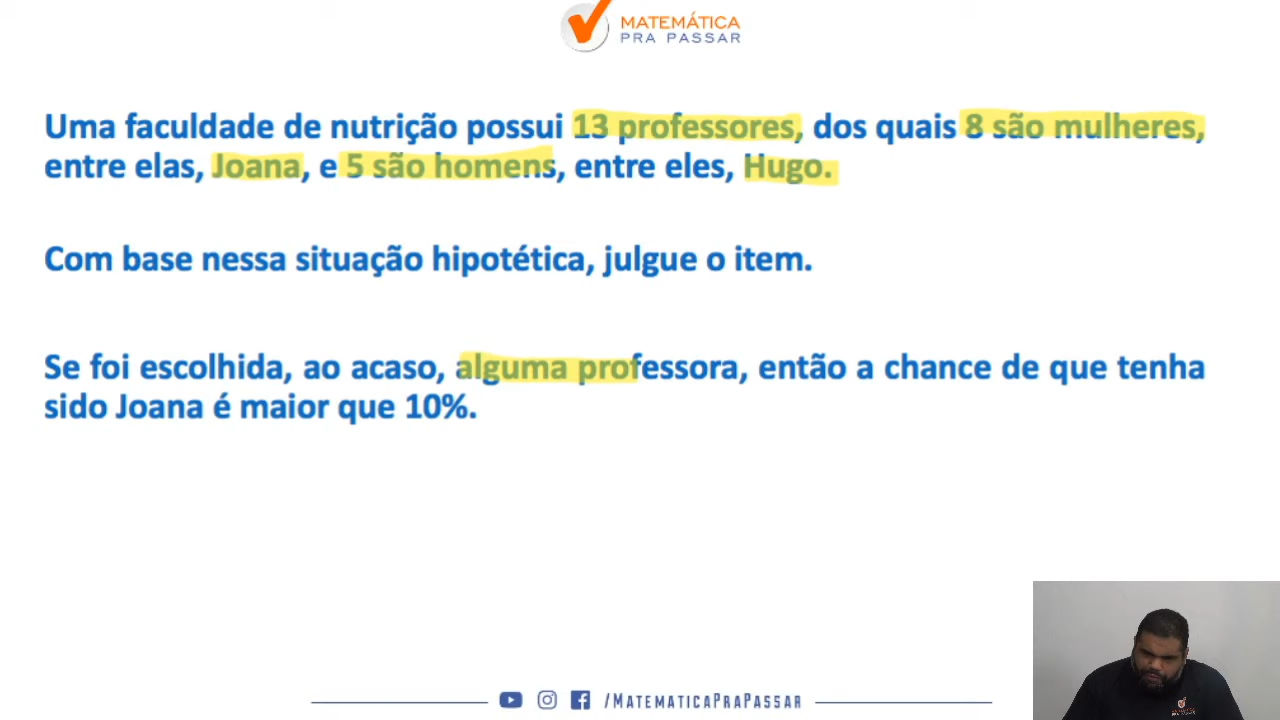 MATEMÁTICA
PRA PASSAR
Uma faculdade de nutrição possui 13 professores, dos quais 8 são mulheres,
entre elas, Joana, e 5 são homens, entre eles, Hugo.
Com base nessa situação hipotética, julgue o item.
Se foi escolhida, ao acaso, alguma professora, então a chance de que tenha
sido Joana é maior que 10%.
/MATEMATICAPRAPASSAR